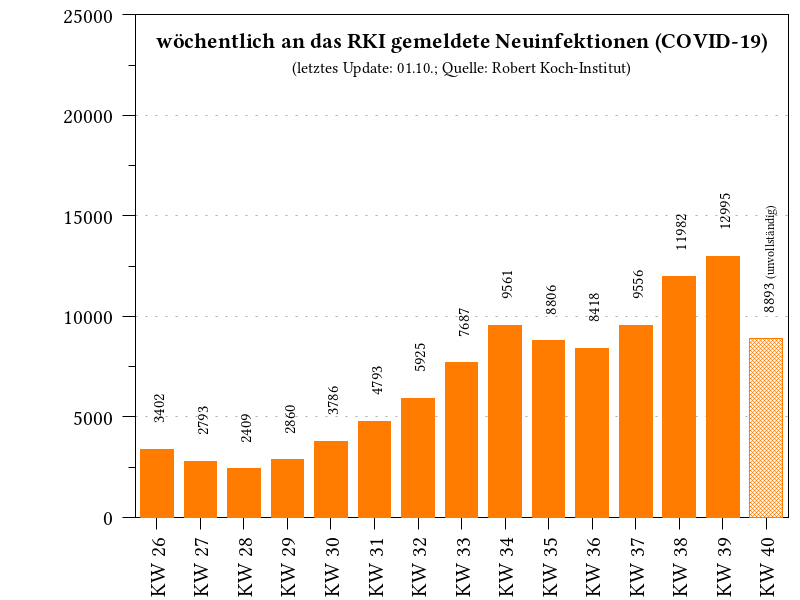 wöchentlich an das RKI gemeldete Neuinfektionen (COVID-19)
(letztes Update: 01.10.; Quelle: Robert Koch-Institut)
25000
20000
15000
10000
5000
0
3402
2793
2409
2860
3786
4793
5925
7687
9561
8806
8418
9556
11982
12995
8893 (unvollständig)
KW 26
KW 27
KW 28
KW 29
KW 30
KW 31
KW 32
KW 33
KW 34
KW 35
KW 36
KW 37
KW 38
KW 39
KW 40